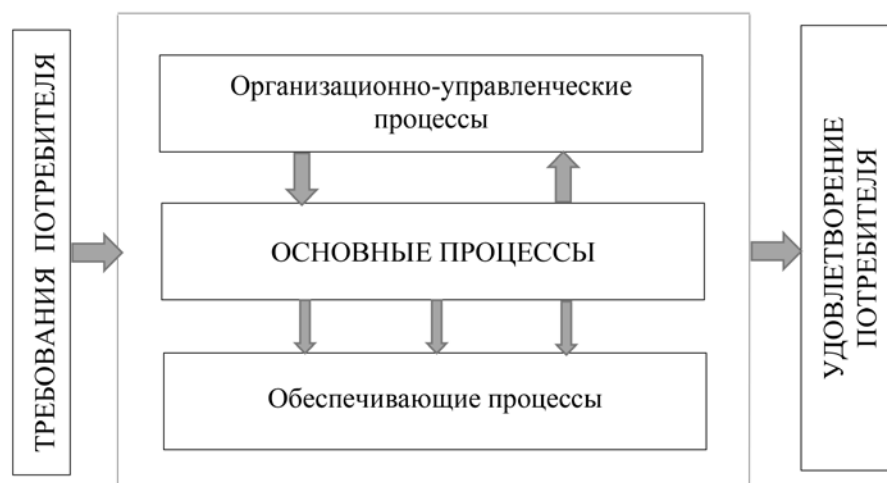 ТРЕБОВАНИЯ ПОТРЕБИТЕЛЯ
Организационно-управленческие
процессы
ОСНОВНЫЕ ПРОЦЕССЫ
Обеспечивающие процессы
УДОВЛЕТВОРЕНИЕ
ПОТРЕБИТЕЛЯ